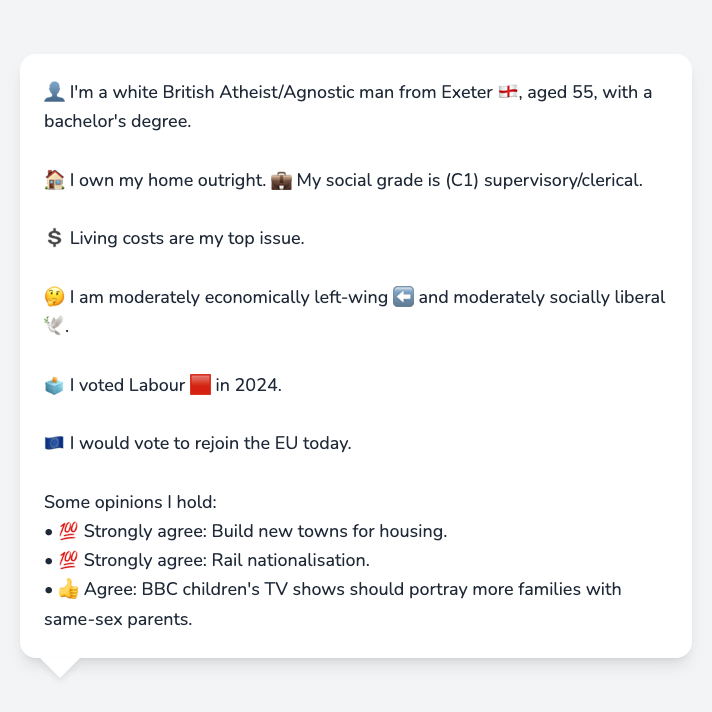 👤 I'm a white British Atheist/Agnostic man from Exeter 🏴󠁧󠁢󠁥󠁮󠁧󠁿, aged 55, with a
bachelor's degree.
🏠 I own my home outright. 💼 My social grade is (C1) supervisory/clerical.
💲 Living costs are my top issue.
🤔 I am moderately economically left-wing ⬅️ and moderately socially liberal
🕊️.
🗳️ I voted Labour 🟥 in 2024.
🇪🇺 I would vote to rejoin the EU today.
Some opinions I hold:
• 💯 Strongly agree: Build new towns for housing.
• 💯 Strongly agree: Rail nationalisation.
• 👍 Agree: BBC children's TV shows should portray more families with
same-sex parents.